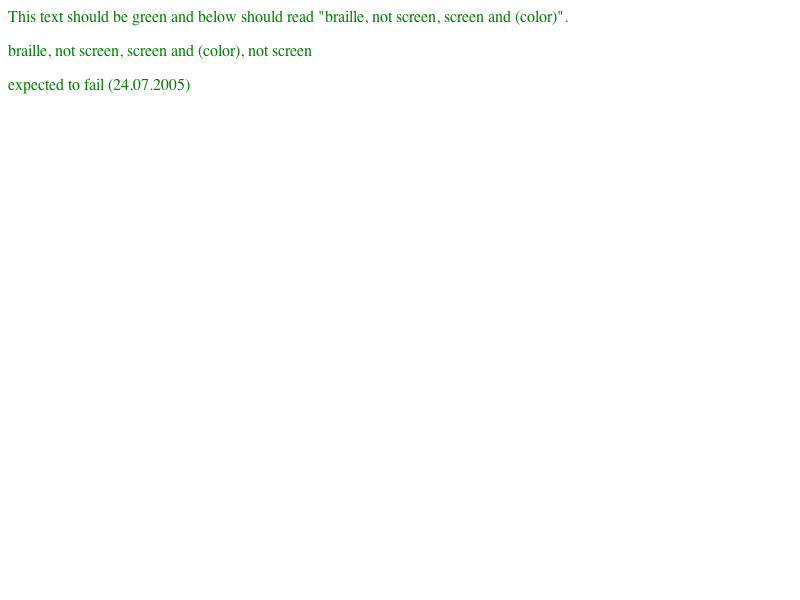 This text should be green and below should read "braille, not screen, screen and (color)".
braille, not screen, screen and (color), not screen
expected to fail (24.07.2005)